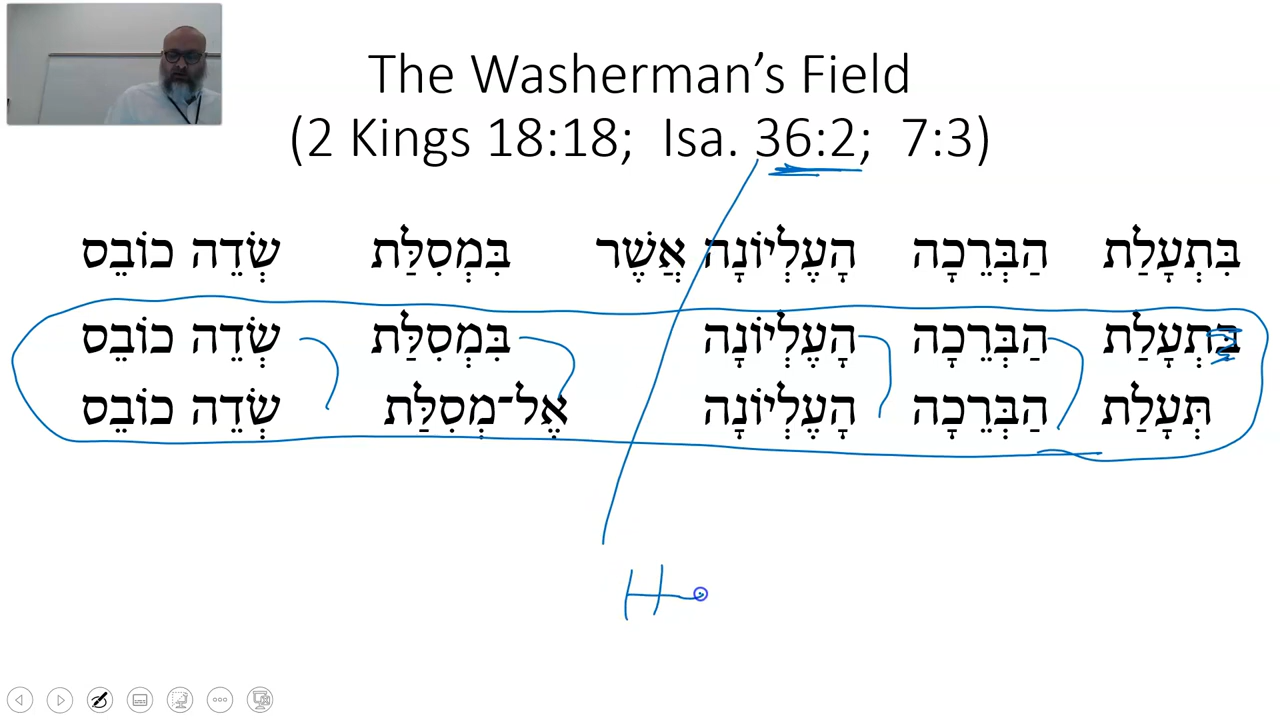 The Washerman’s Field
(2 Kings 18:18; Isa. 36:2; 7:3)
בִּתְעָלַת הַבְּרֵכָה הָעֶלְיוֹנָה אֲשֶׁר בִּמְסִלַּת שְׂדֵה כוֹבֵס
בִּתְעָלַת הַבְּרֵכָה הָעֶלְיוֹנָה בִּמְסִלַּת שְׂדֵה כוֹבֵס
תְּעָלַת הַבְּרֵכָה הָעֶלְיוֹנָה אֶל־מְסִלַּת שְׂדֵה כוֹבֵס
H